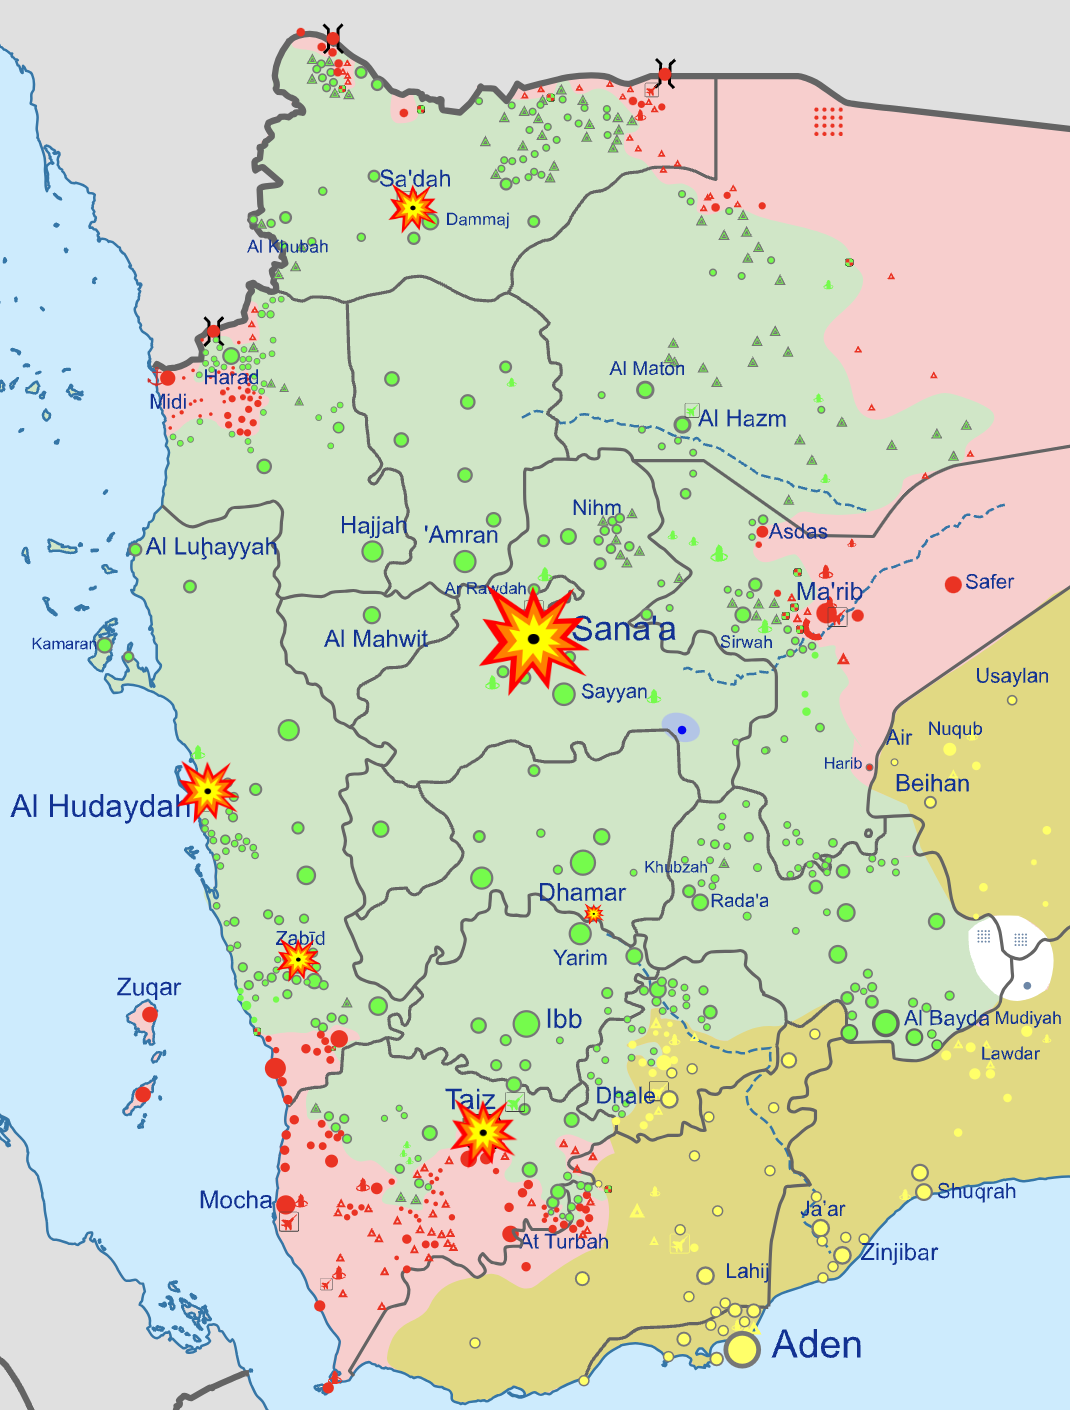 Sa'dah
Dammaj
Al Khubah
Harad
Midi
Al Maton
Al Hazm
Nihm
Hajjah
'Amran
Asdas
Al Luḩayyah
Ar Rawdah
Ma'rib
Safer
Al Mahwit
Sana'a
Kamaran
Sirwah
Sayyan
Usaylan
Nuqub
Air
Harib
Beihan
Al Hudaydah
Khubzah
Dhamar
Rada'a
Zabīd
Yarim
Zuqar
Ibb
Al Bayda
Mudiyah
Lawdar
Taiz
Dhale
Mocha
Shuqrah
Ja'ar
At Turbah
Zinjibar
Lahij
Aden